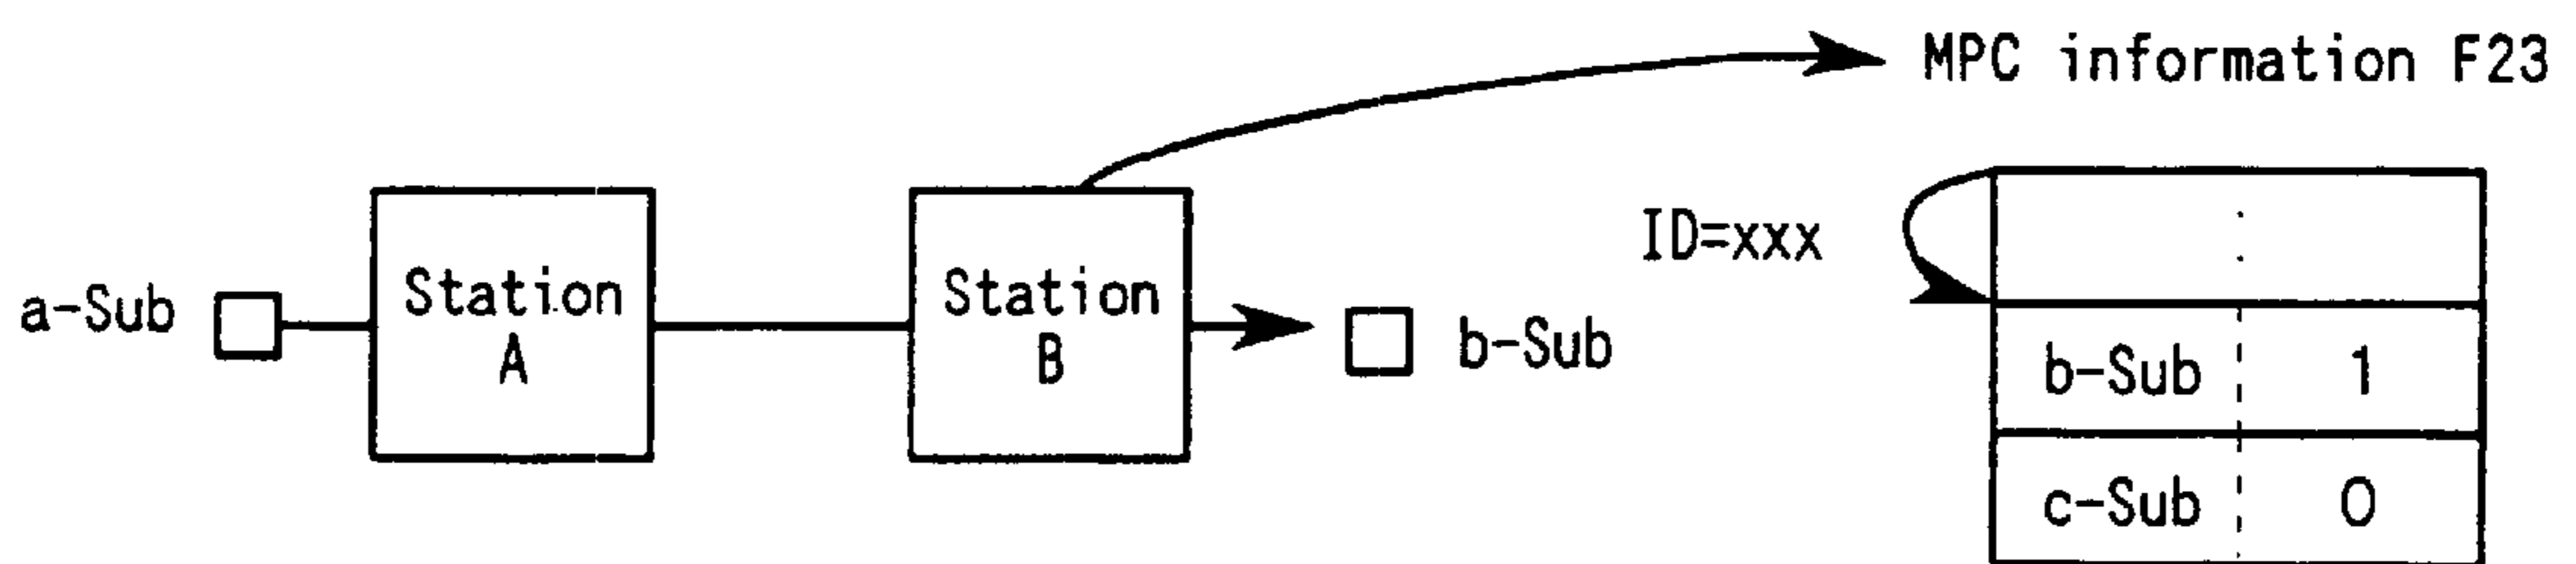 MPC information F23
ID=xxx
a-Sub
Station
A
Station
B
b-Sub
b-Sub 1
c-Sub 0